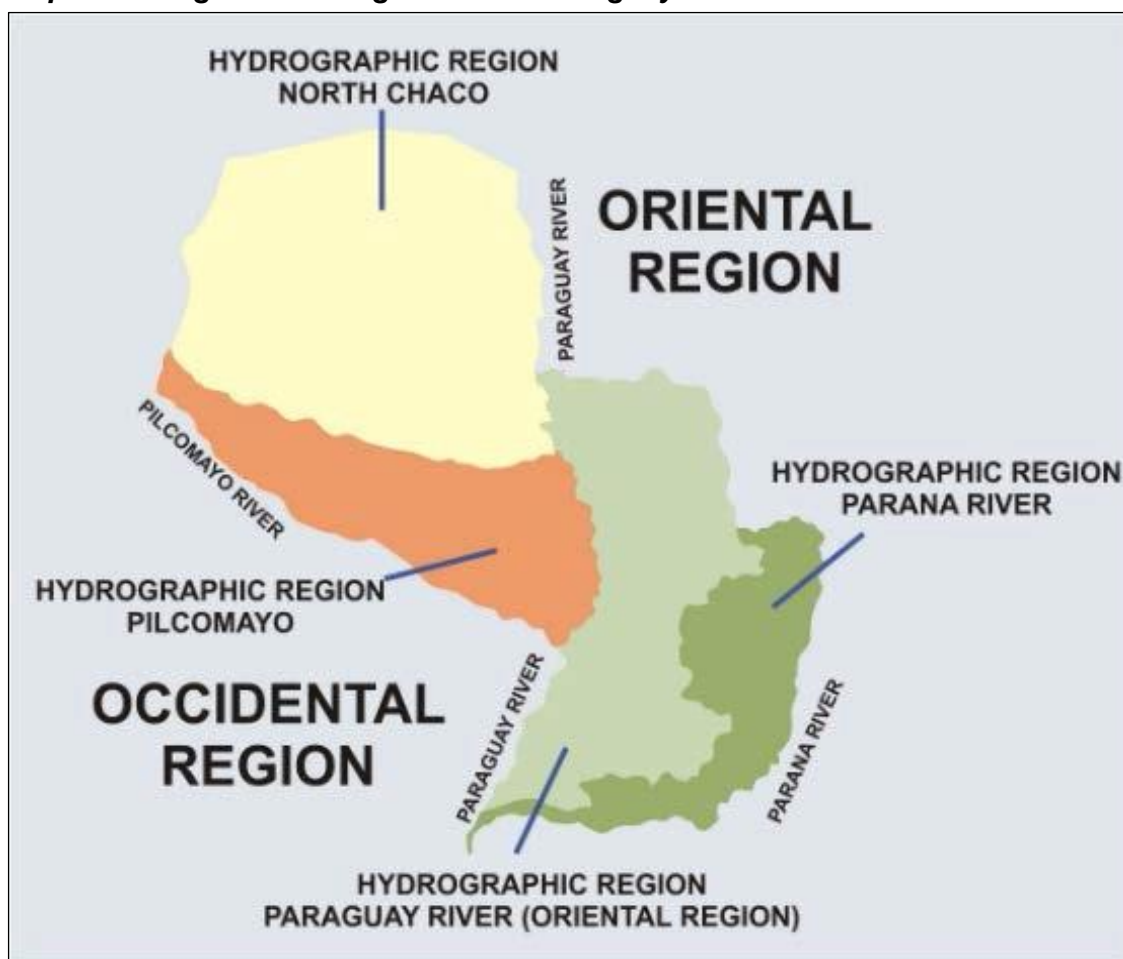 HYDROGRAPHIC REGION
NORTH CHACO
PARAGUAY RIVER
ORIENTAL
REGION
PILCOMAYO RIVER
HYDROGRAPHIC REGION
PARANA RIVER
HYDROGRAPHIC REGION
PILCOMAYO
OCCIDENTAL
REGION
PARAGUAY RIVER
PARANA RIVER
HYDROGRAPHIC REGION
PARAGUAY RIVER (ORIENTAL REGION)